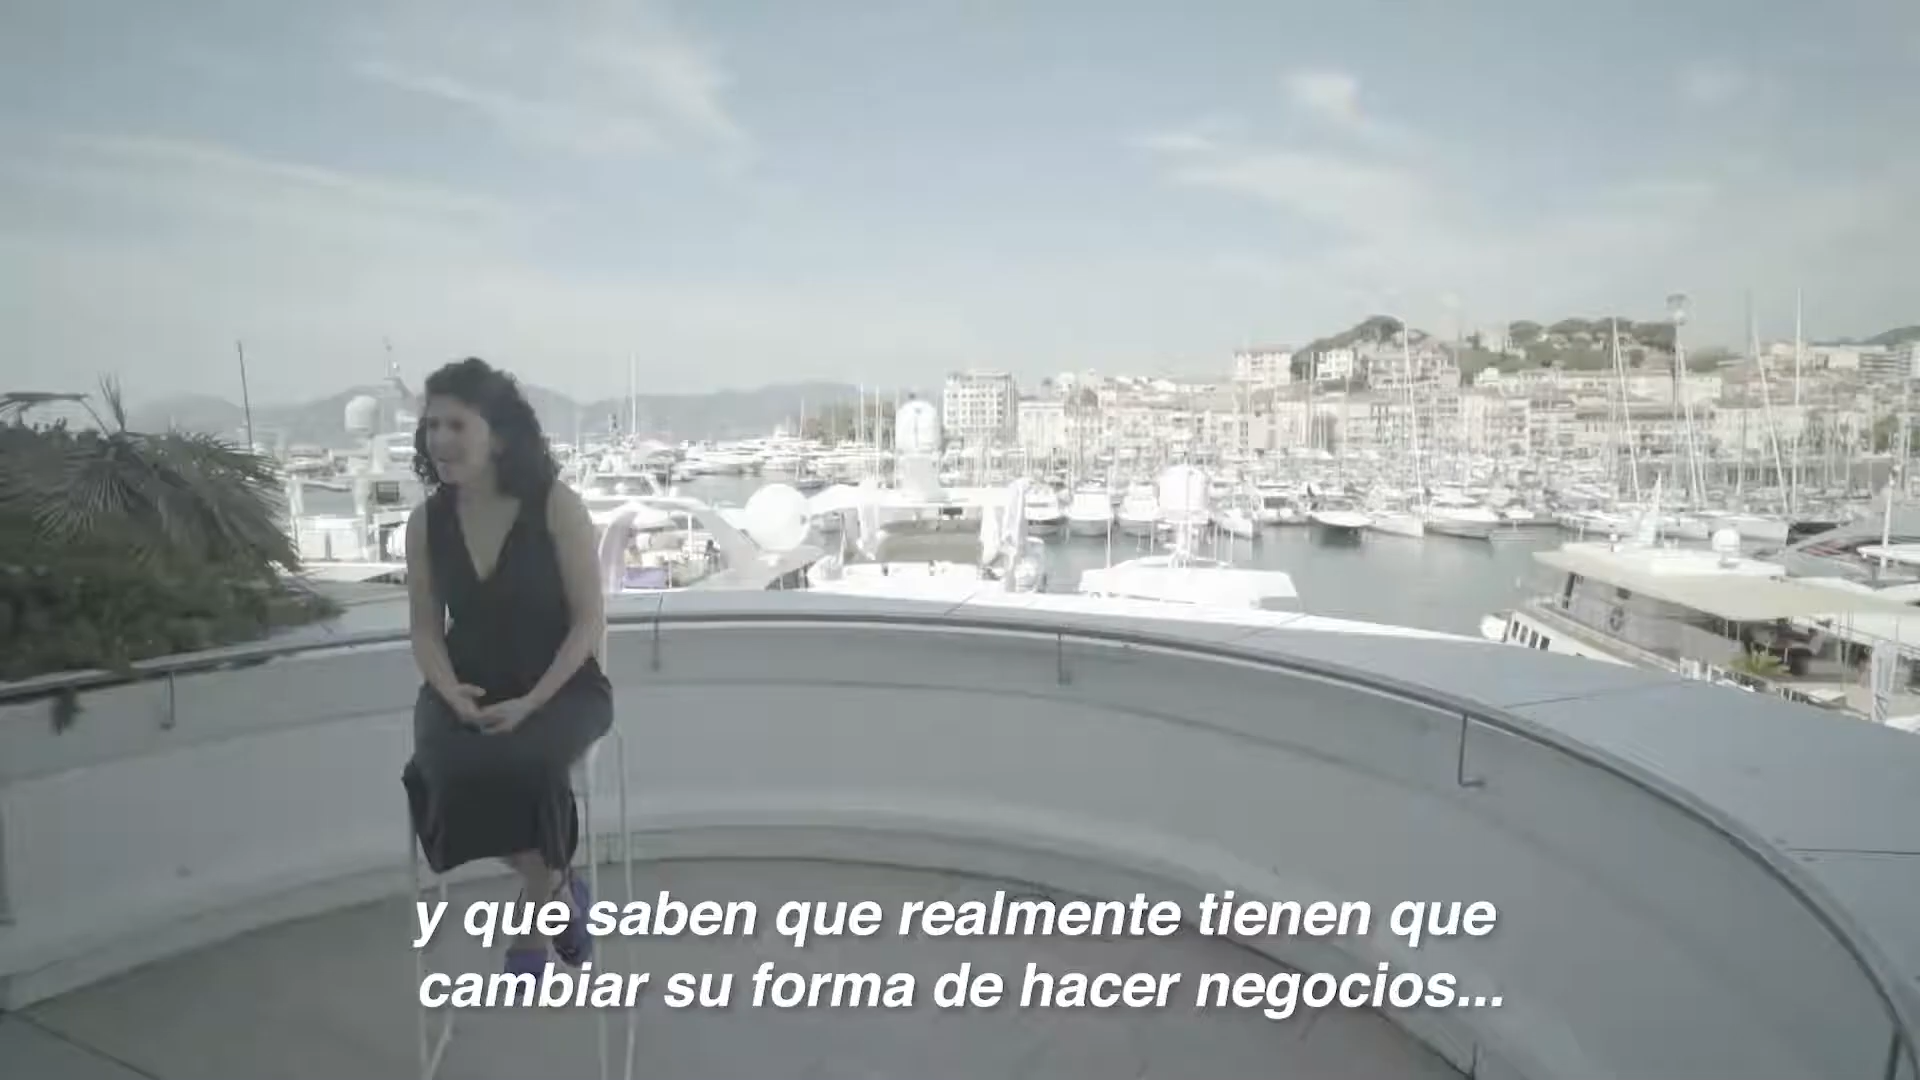 y que saben que realmente tienen que
cambiar su forma de hacer negocios...